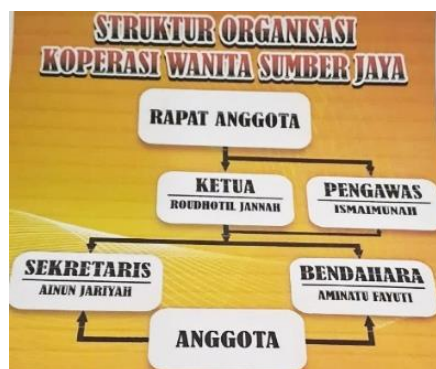 STRUKTUR ORGANISASI
KOPERASI WANITA SUMBER JAYA
RAPAT ANGGOTA
KETUA
ROUDHOTIL JANNAH
PENGAWAS
ISMAIMUNAH
SEKRETARIS
AINUN JARIYAH
BENDAHARA
AMINATU FAYUTI
ANGGOTA